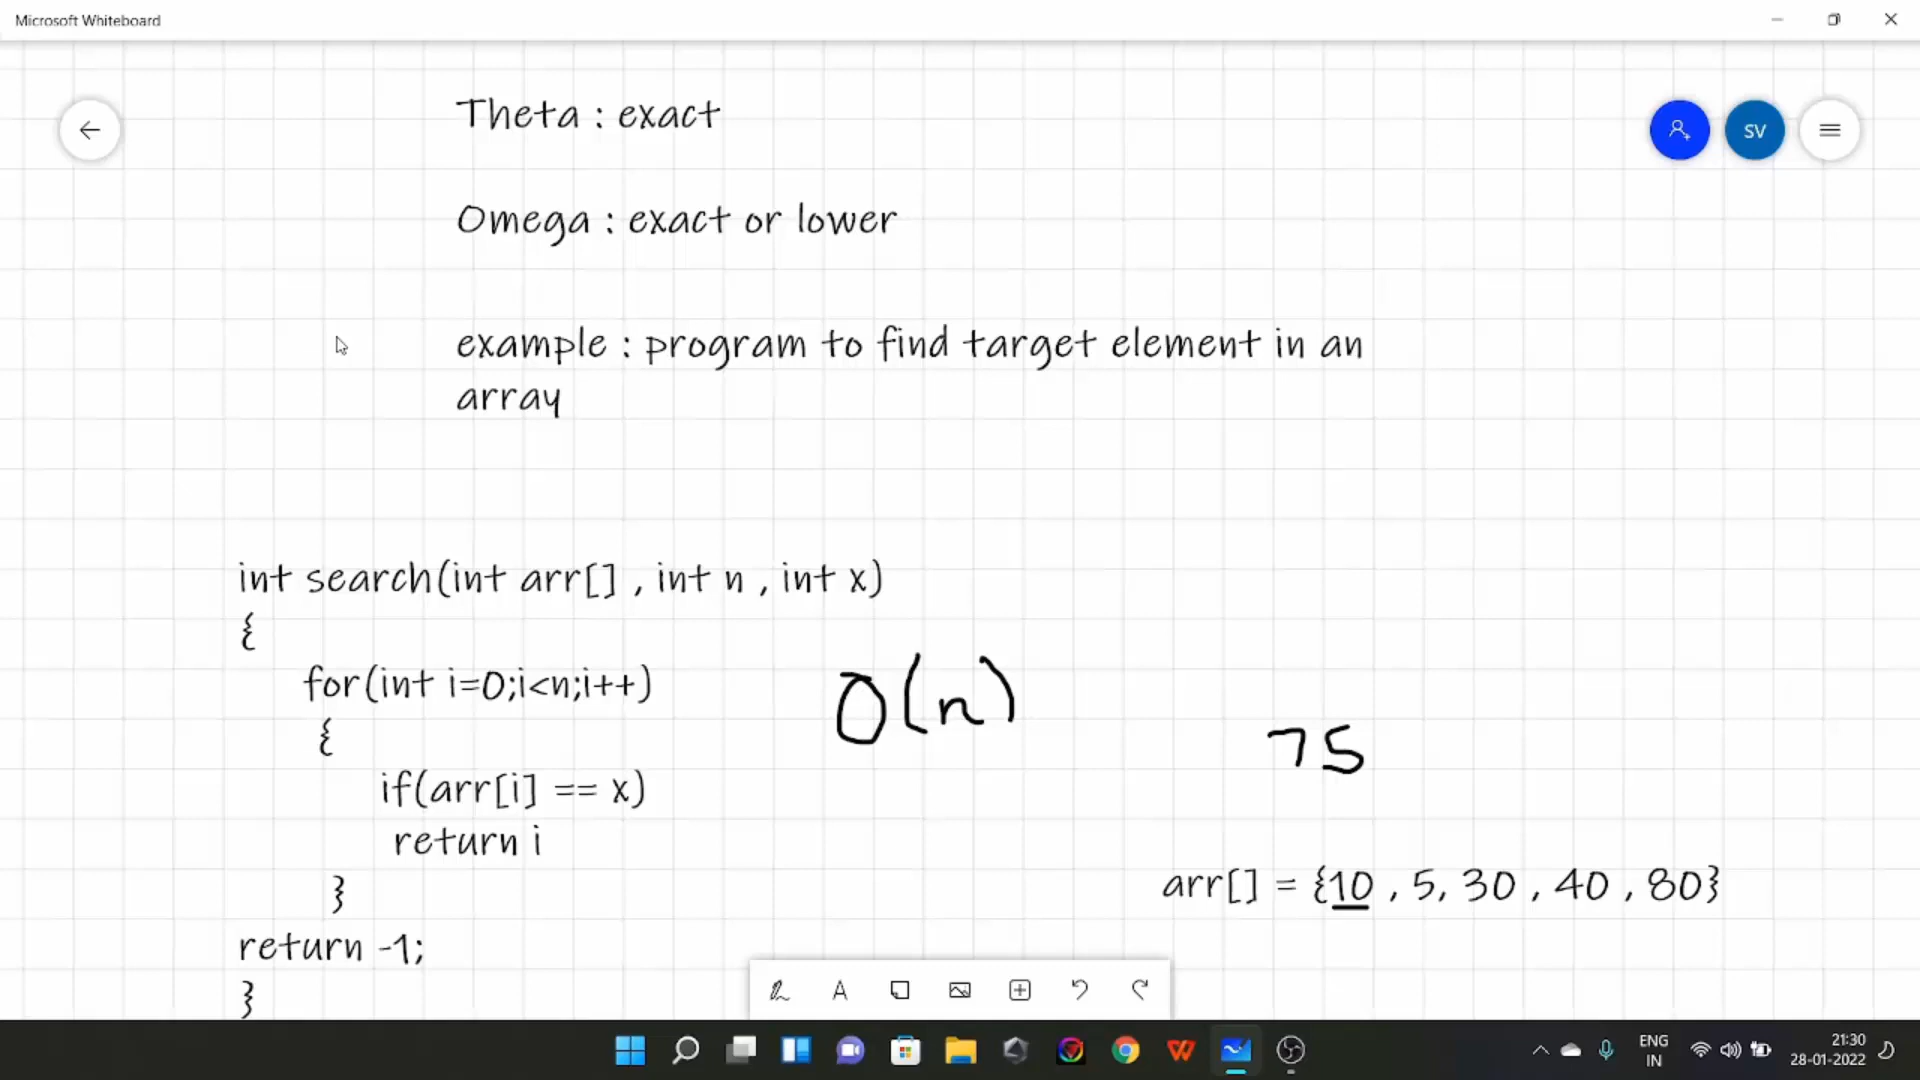 Microsoft Whiteboard
SV
Theta : exact
Omega : exact or lower
example : program to find target element in an
array
int search(int arr[] , int n , int x)
{
for(int i=0;i<n;i++)
{
if(arr[i] == x)
return i
}
return -1;
}
O(n)
75
arr[] = {10 , 5, 30 , 40 , 80}
ENG
IN
21:30
28-01-2022